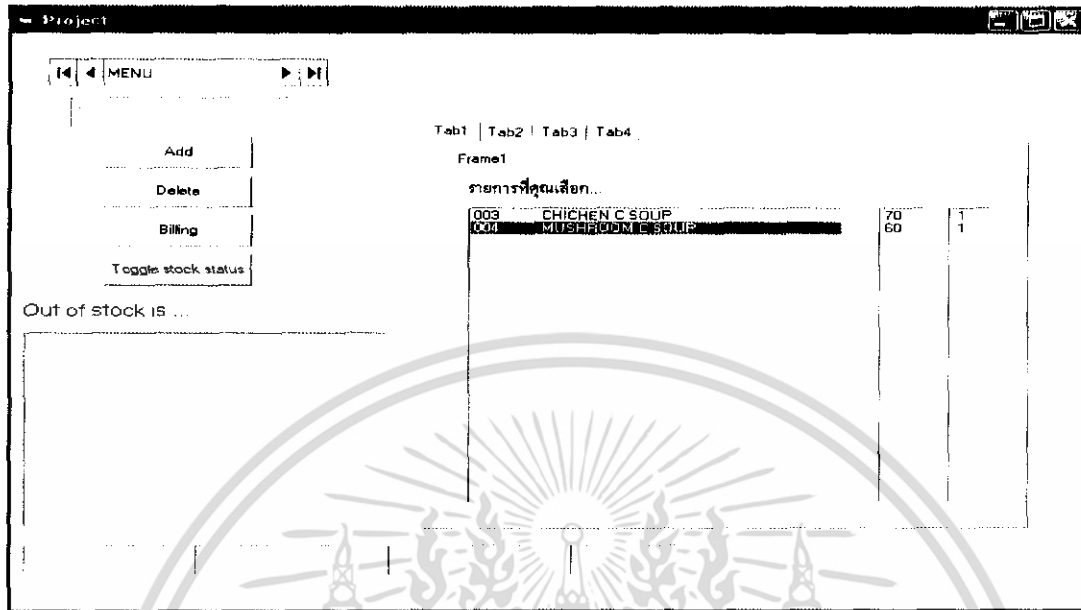 Project
MENU
Add
Delete
Billing
Toggle stock status
Out of stock is ...
Tab1 Tab2 Tab3 Tab4
Frame1
รายการที่คุณเลือก...
003 CHICHEN C SOUP 70 1
004 MUSHROOM C SOUP 60 1